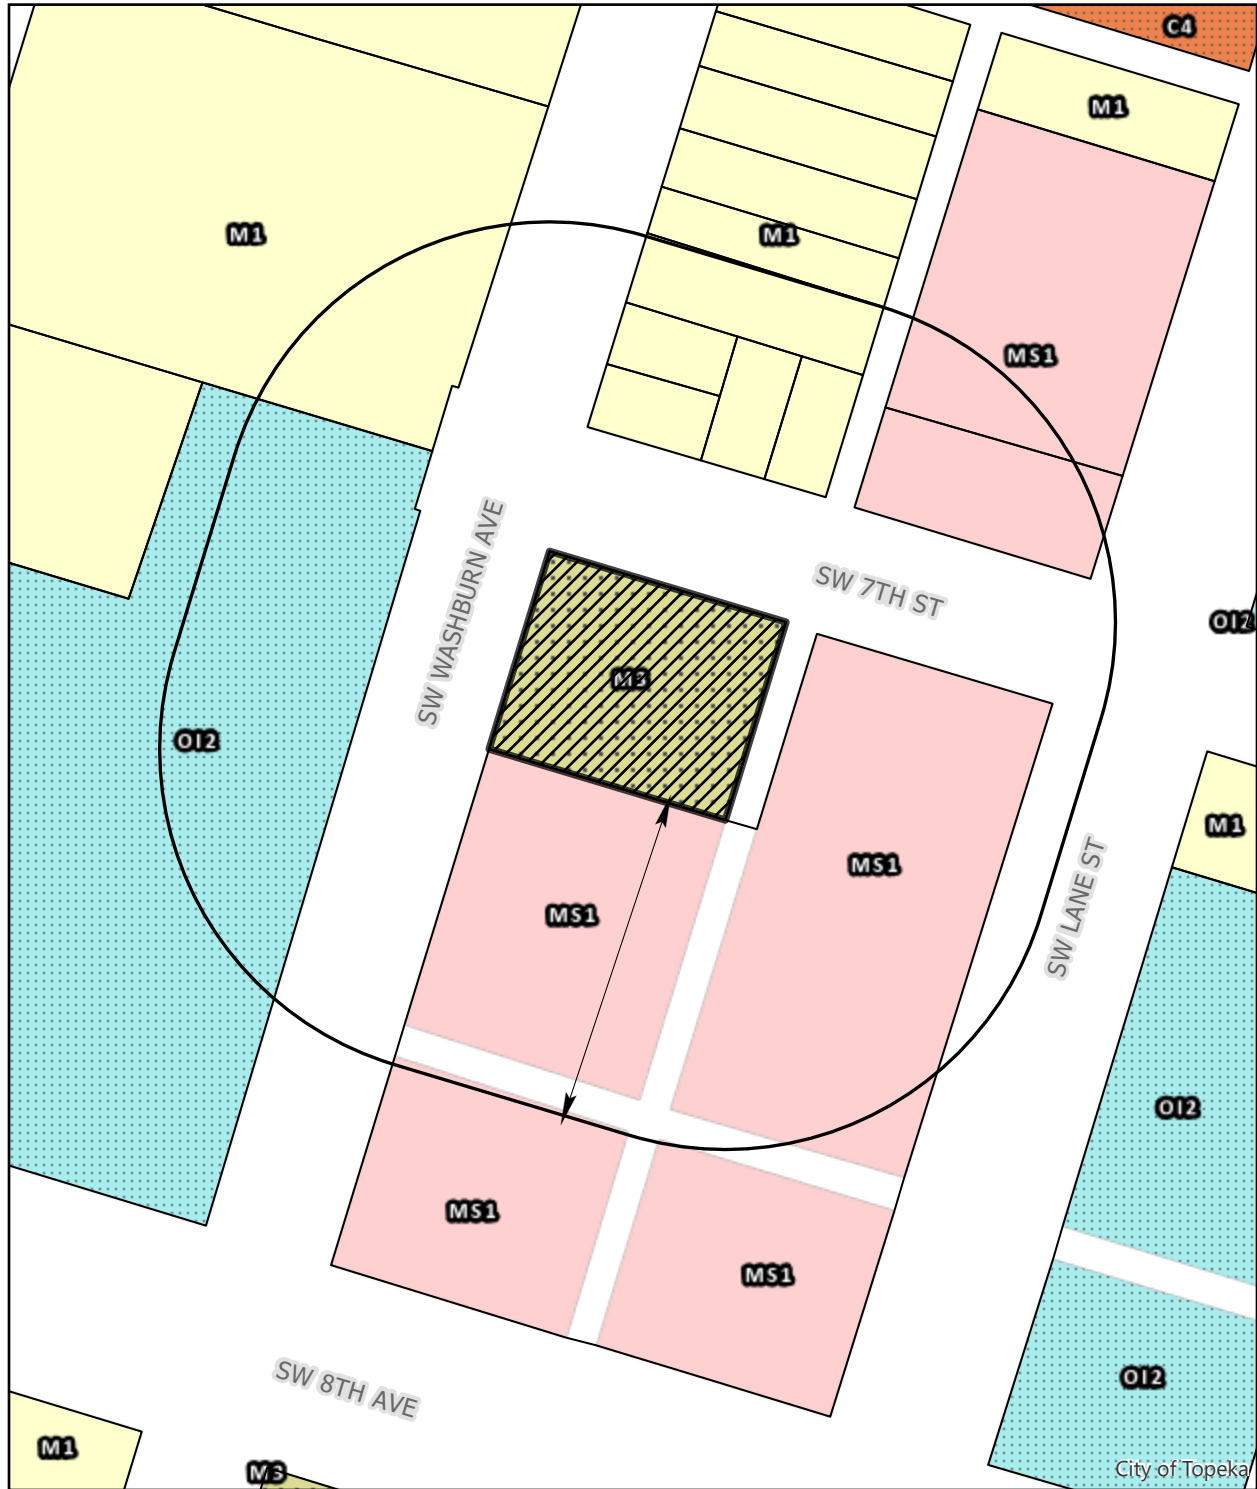 C4
M1
M1
M1
MS1
SW WASHBURN AVE
SW 7TH ST
OI2
M3
OI2
M1
MS1
SW LANE ST
MS1
OI2
MS1
MS1
OI2
SW 8TH AVE
M1
M3
City of Topeka